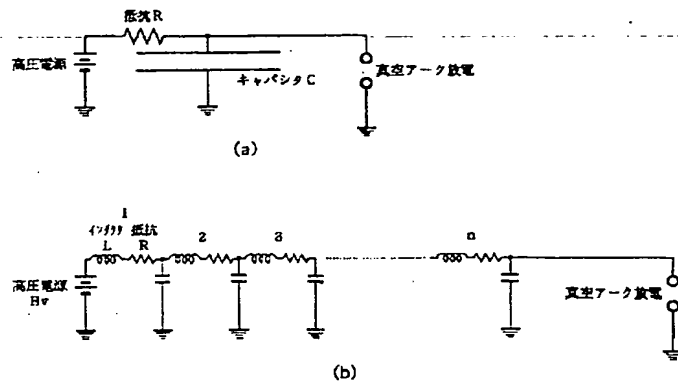 抵抗R
高圧電源
キャパシタC
真空アーク放電
(a)
1
インダクタ 抵抗
L R
2
3
n
高圧電源
Hv
真空アーク放電
(b)